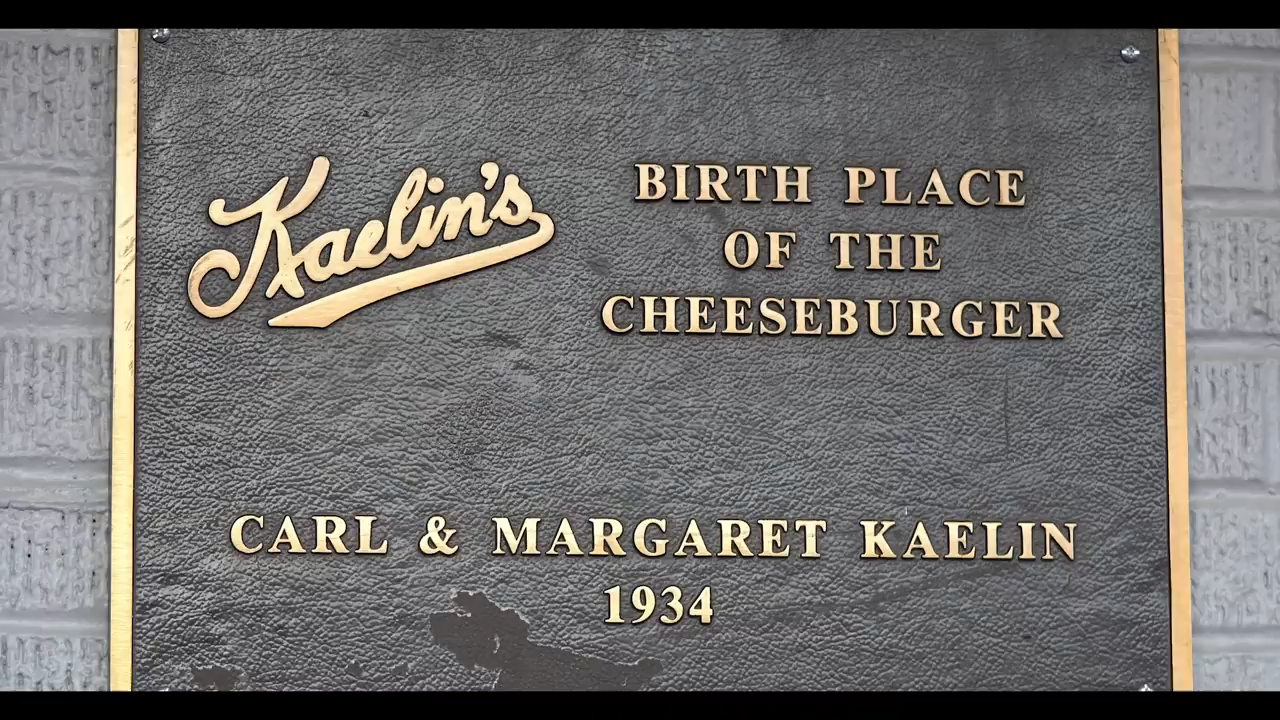 Kaelin's
BIRTH PLACE
OF THE
CHEESEBURGER
CARL & MARGARET KAELIN
1934